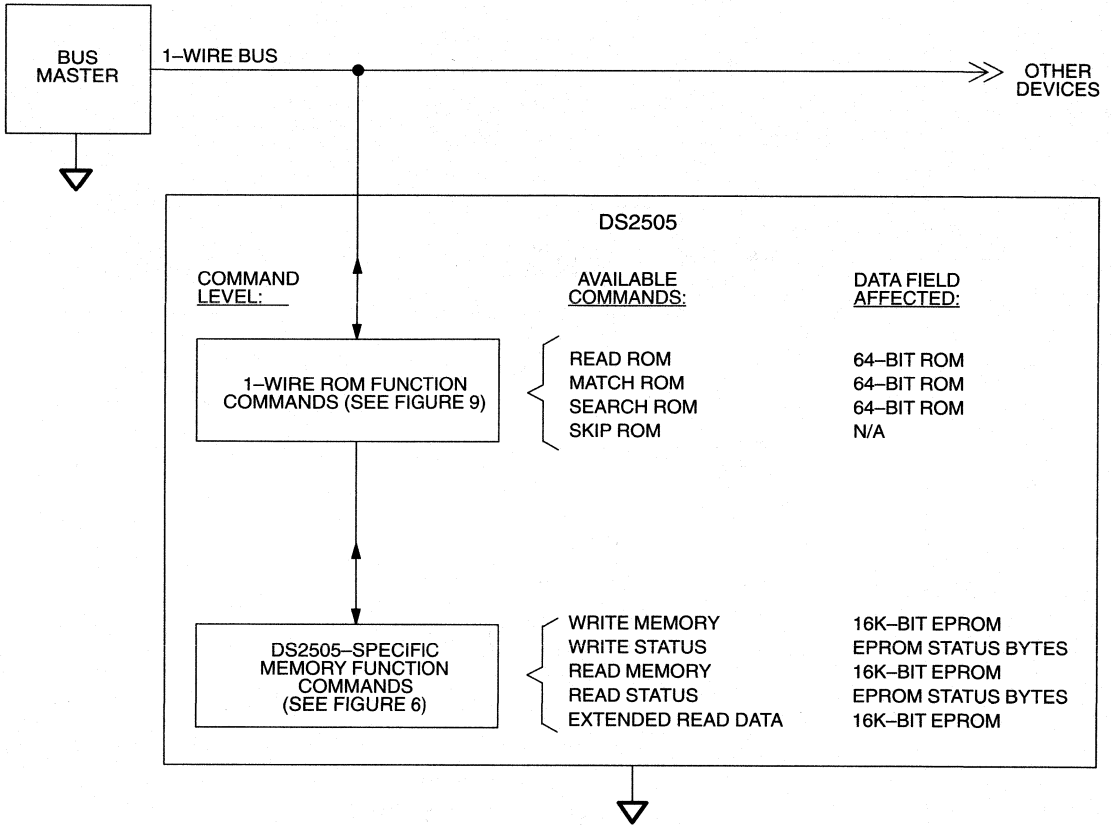 BUS
MASTER
1–WIRE BUS
OTHER
DEVICES
DS2505
COMMAND
LEVEL:
AVAILABLE
COMMANDS:
DATA FIELD
AFFECTED:
1–WIRE ROM FUNCTION
COMMANDS (SEE FIGURE 9)
READ ROM 64–BIT ROM
MATCH ROM 64–BIT ROM
SEARCH ROM 64–BIT ROM
SKIP ROM N/A
DS2505–SPECIFIC
MEMORY FUNCTION
COMMANDS
(SEE FIGURE 6)
WRITE MEMORY 16K–BIT EPROM
WRITE STATUS EPROM STATUS BYTES
READ MEMORY 16K–BIT EPROM
READ STATUS EPROM STATUS BYTES
EXTENDED READ DATA 16K–BIT EPROM